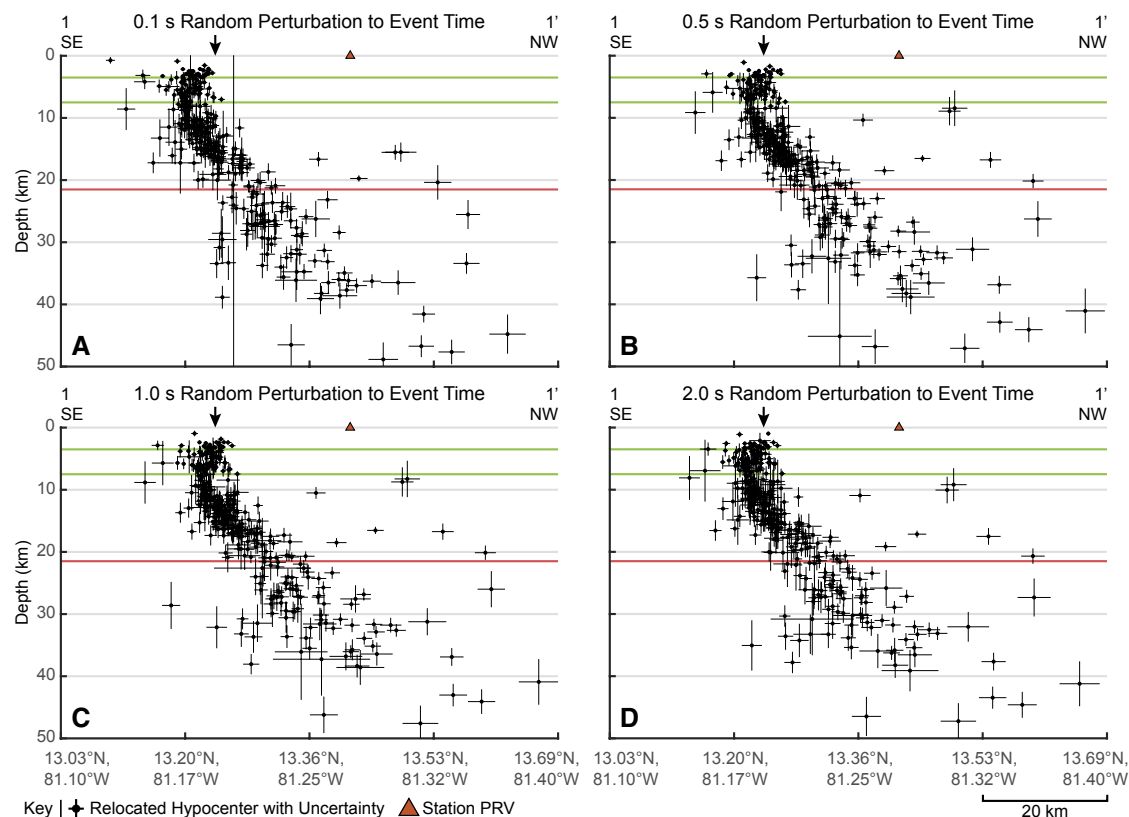 1 0.1 s Random Perturbation to Event Time 1’
SE NW
1 0.5 s Random Perturbation to Event Time 1’
SE NW
0
10
20
30
40
50
Depth (km)
A
B
1 1.0 s Random Perturbation to Event Time 1’
SE NW
1 2.0 s Random Perturbation to Event Time 1’
SE NW
0
10
20
30
40
50
Depth (km)
C
D
13.03°N, 13.20°N, 13.36°N, 13.53°N, 13.69°N,
81.10°W 81.17°W 81.25°W 81.32°W 81.40°W
13.03°N, 13.20°N, 13.36°N, 13.53°N, 13.69°N,
81.10°W 81.17°W 81.25°W 81.32°W 81.40°W
Key Relocated Hypocenter with Uncertainty Station PRV
20 km